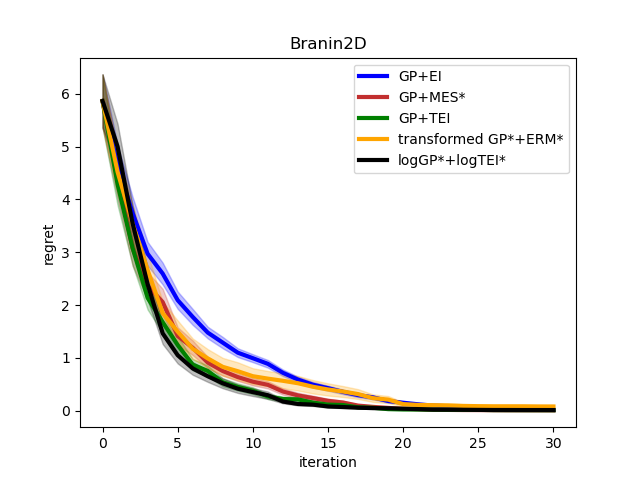 Branin2D
GP+EI
GP+MES*
GP+TEI
transformed GP*+ERM*
logGP*+logTEI*
regret
6
5
4
3
2
1
0
0 5 10 15 20 25 30
iteration